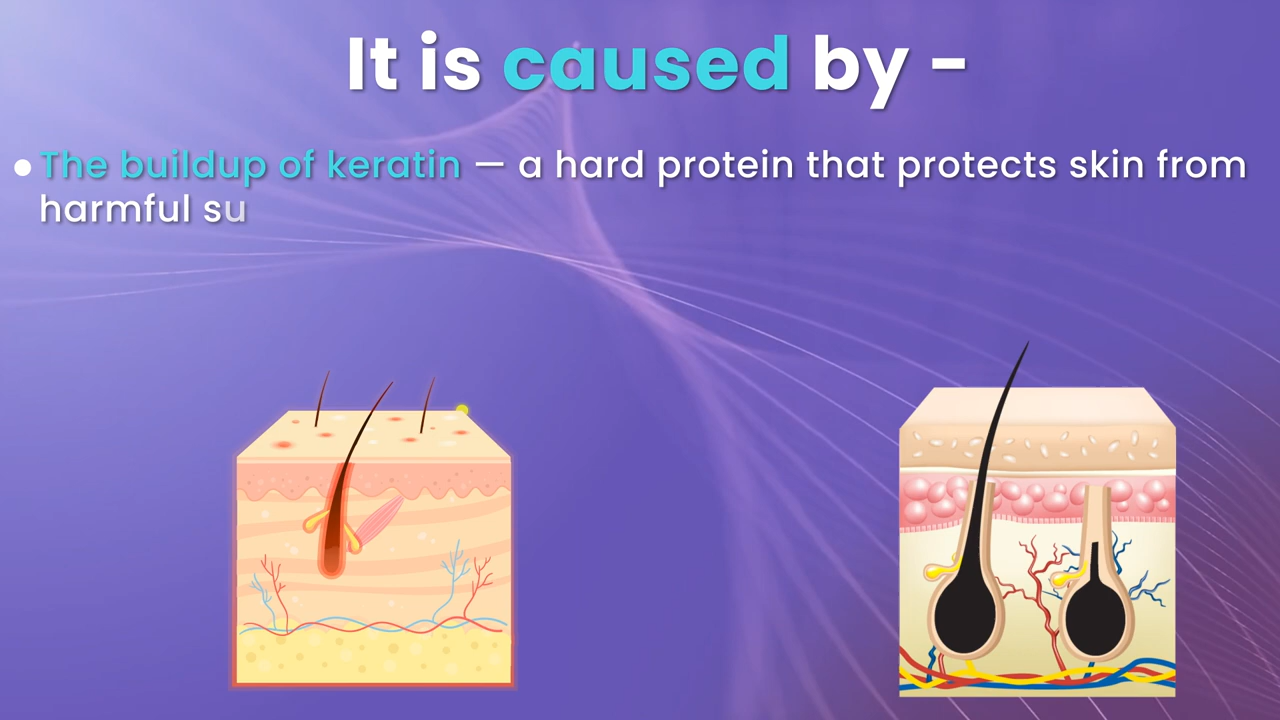 It is caused by -
• The buildup of keratin — a hard protein that protects skin from
harmful su